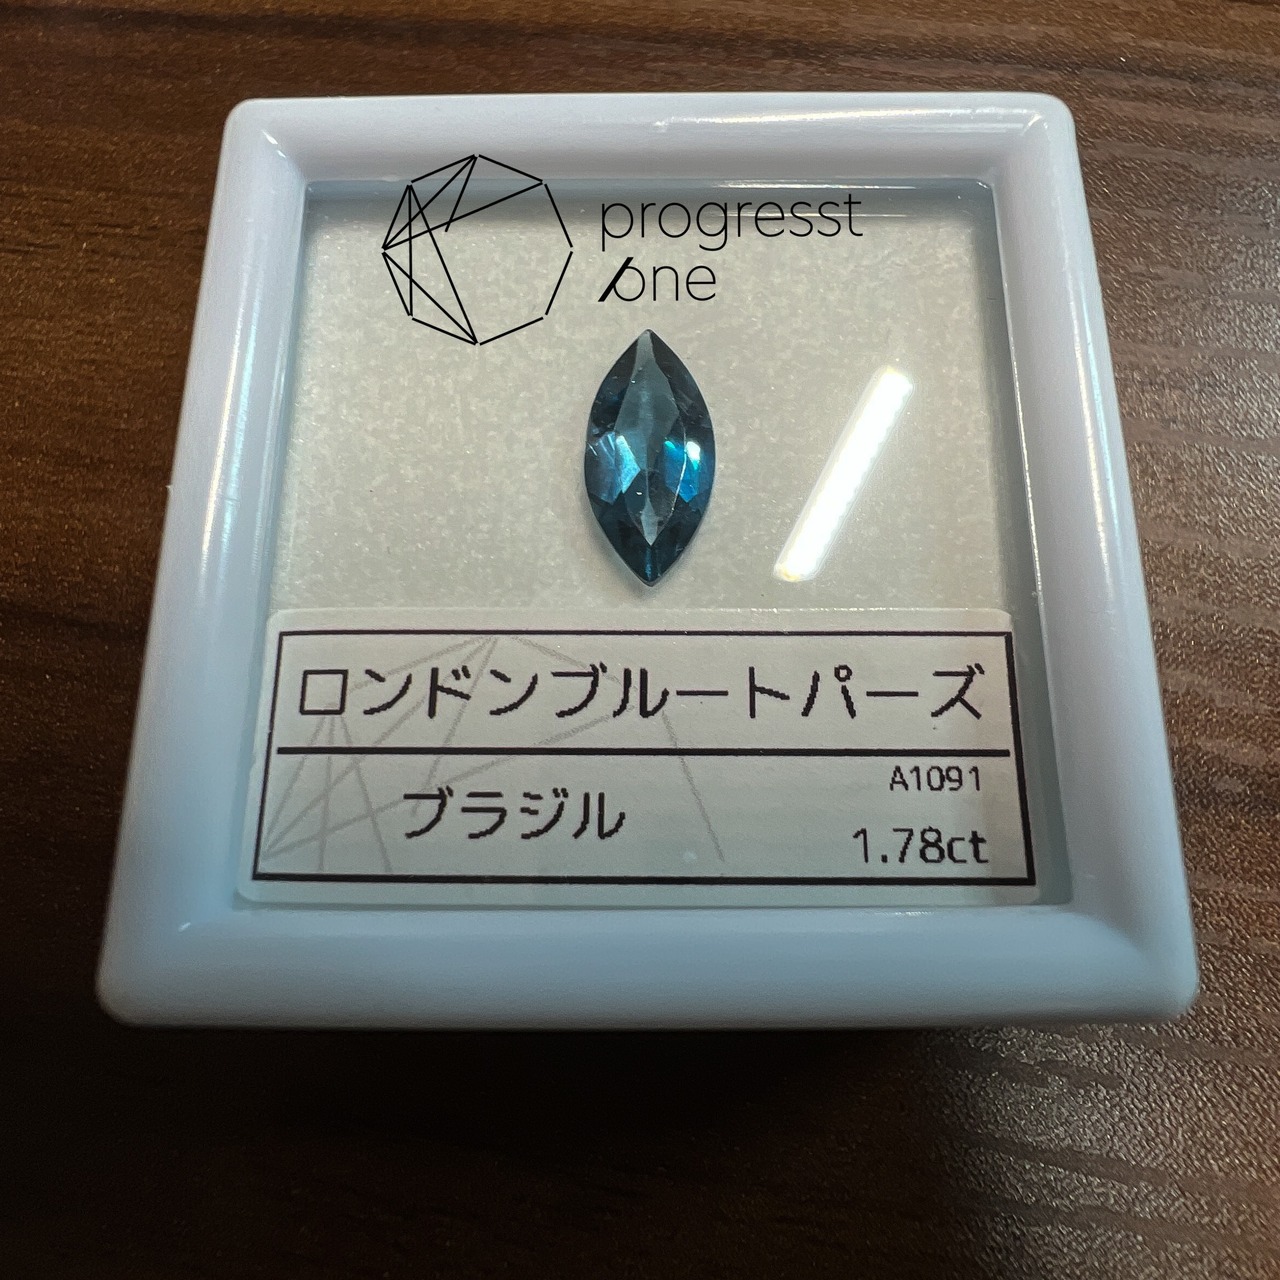 progresst
one
ロンドンブルートパーズ
ブラジル
A1091
1.78ct